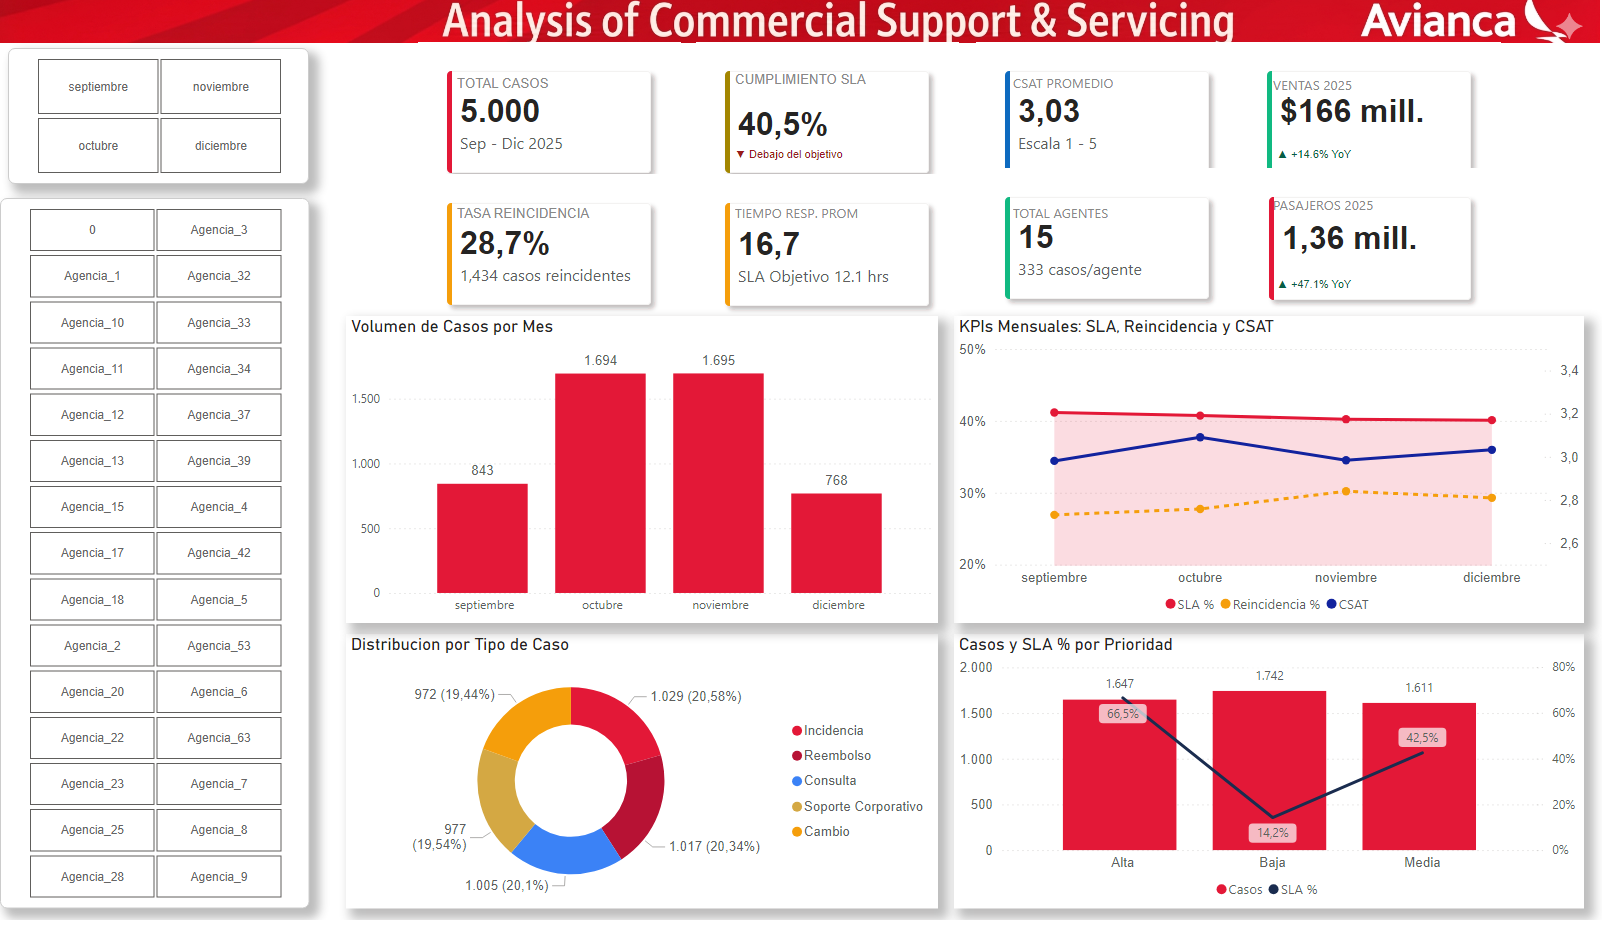 Analysis of Commercial Support & Servicing
Avianca
septiembre
noviembre
octubre
diciembre
0
Agencia_3
Agencia_1
Agencia_32
Agencia_10
Agencia_33
Agencia_11
Agencia_34
Agencia_12
Agencia_37
Agencia_13
Agencia_39
Agencia_15
Agencia_4
Agencia_17
Agencia_42
Agencia_18
Agencia_5
Agencia_2
Agencia_53
Agencia_20
Agencia_6
Agencia_22
Agencia_63
Agencia_23
Agencia_7
Agencia_25
Agencia_8
Agencia_28
Agencia_9
TOTAL CASOS
5.000
Sep - Dic 2025
CUMPLIMIENTO SLA
40,5%
▼ Debajo del objetivo
CSAT PROMEDIO
3,03
Escala 1 - 5
VENTAS 2025
$166 mill.
▲ +14.6% YoY
TASA REINCIDENCIA
28,7%
1,434 casos reincidentes
TIEMPO RESP. PROM
16,7
SLA Objetivo 12.1 hrs
TOTAL AGENTES
15
333 casos/agente
PASAJEROS 2025
1,36 mill.
▲ +47.1% YoY
Volumen de Casos por Mes
1.500
1.000
500
0
843
1.694
1.695
768
septiembre
octubre
noviembre
diciembre
KPIs Mensuales: SLA, Reincidencia y CSAT
50%
40%
30%
20%
3,4
3,2
3,0
2,8
2,6
septiembre
octubre
noviembre
diciembre
SLA %
Reincidencia %
CSAT
Distribucion por Tipo de Caso
972 (19,44%)
1.029 (20,58%)
977
(19,54%)
1.017 (20,34%)
1.005 (20,1%)
Incidencia
Reembolso
Consulta
Soporte Corporativo
Cambio
Casos y SLA % por Prioridad
2.000
1.500
1.000
500
0
80%
60%
40%
20%
0%
1.647
1.742
1.611
66,5%
14,2%
42,5%
Alta
Baja
Media
Casos
SLA %